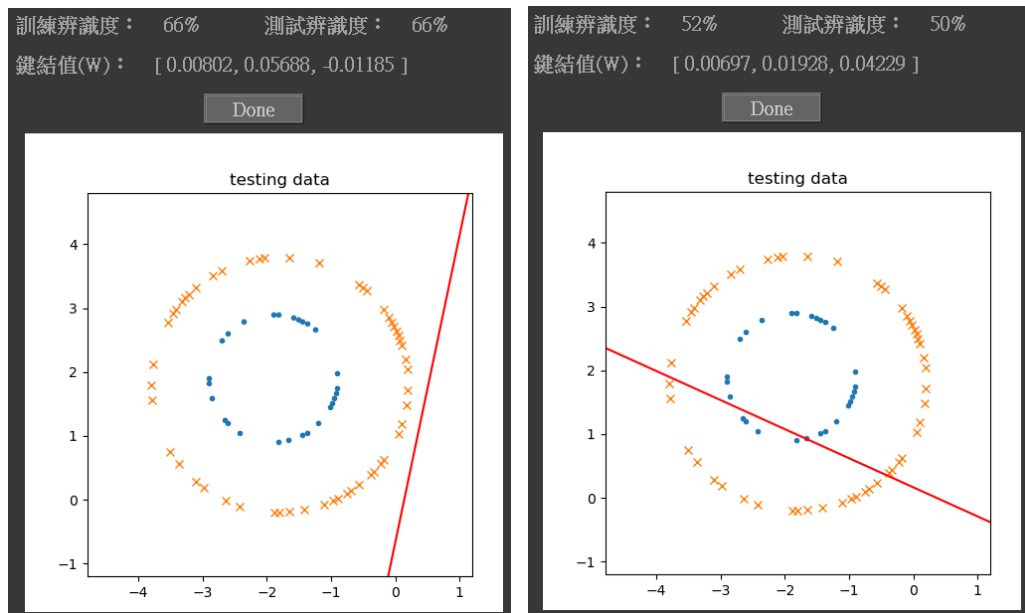 訓練辨識度： 66% 測試辨識度： 66%
鍵結值(W)： [ 0.00802, 0.05688, -0.01185 ]
Done
testing data
4
3
2
1
0
−1
−4 −3 −2 −1 0 1
訓練辨識度： 52% 測試辨識度： 50%
鍵結值(W)： [ 0.00697, 0.01928, 0.04229 ]
Done
testing data
4
3
2
1
0
−1
−4 −3 −2 −1 0 1